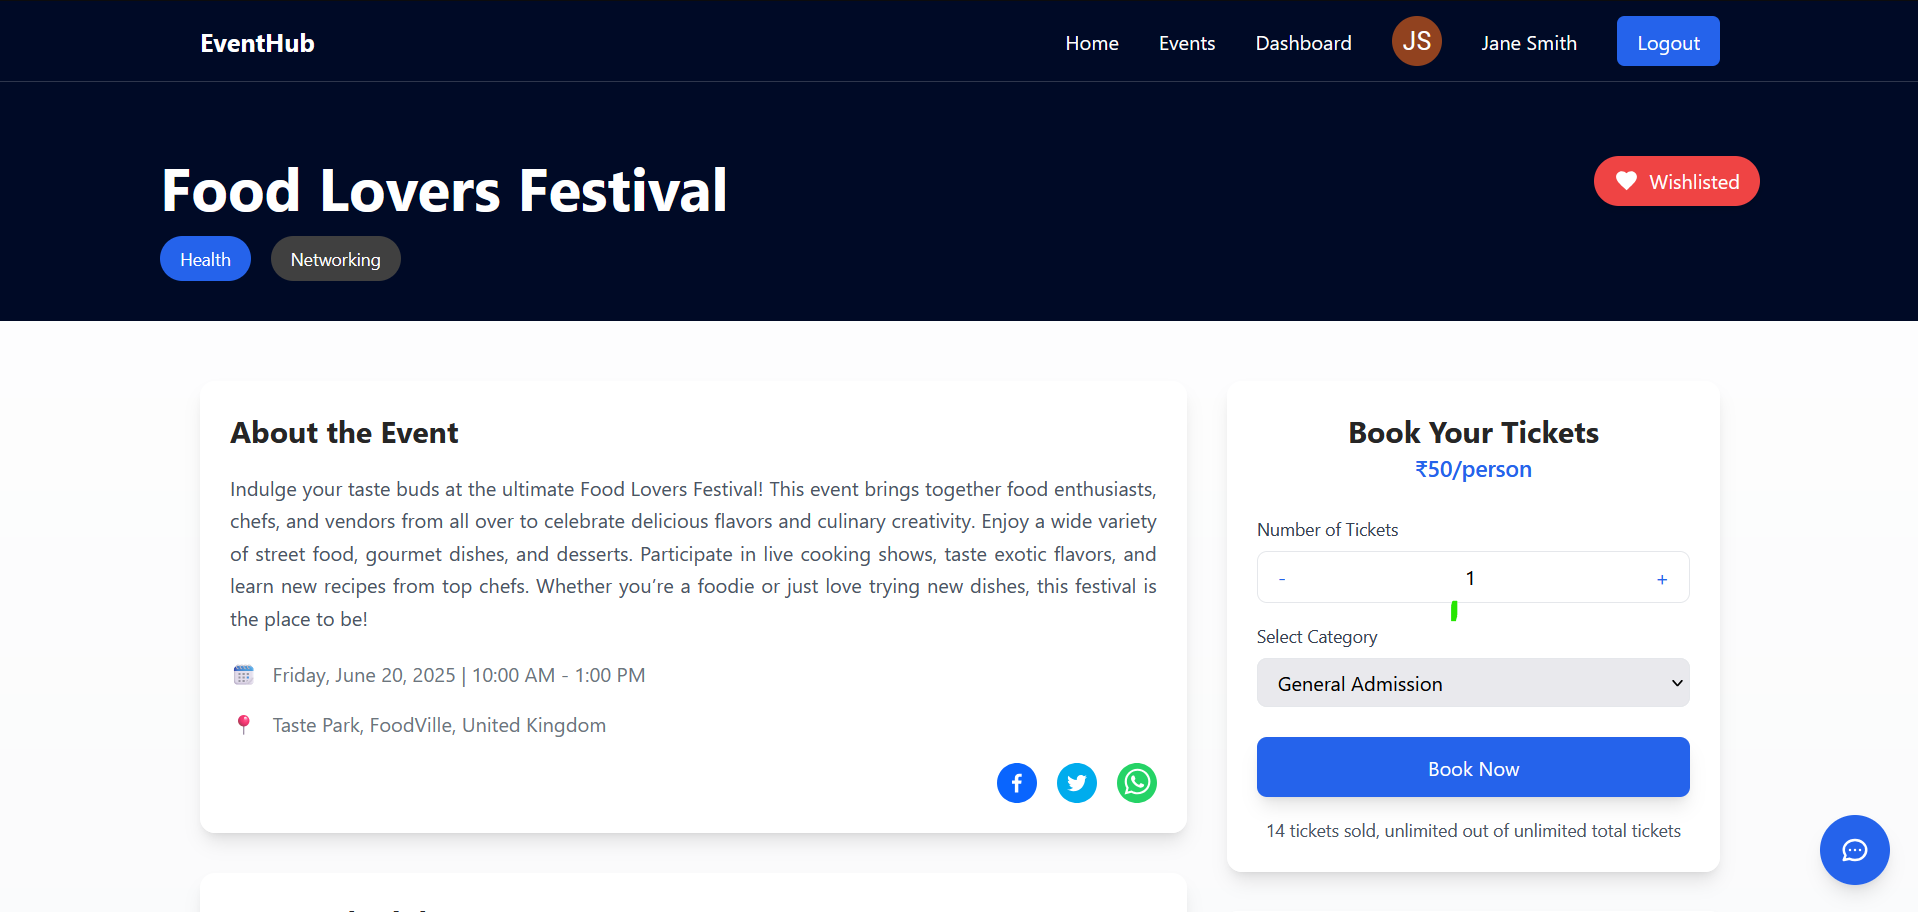 EventHub
Home
Events
Dashboard
JS
Jane Smith
Logout
Food Lovers Festival
Wishlisted
Health
Networking
About the Event
Indulge your taste buds at the ultimate Food Lovers Festival! This event brings together food enthusiasts,
chefs, and vendors from all over to celebrate delicious flavors and culinary creativity. Enjoy a wide variety
of street food, gourmet dishes, and desserts. Participate in live cooking shows, taste exotic flavors, and
learn new recipes from top chefs. Whether you’re a foodie or just love trying new dishes, this festival is
the place to be!
Friday, June 20, 2025 | 10:00 AM - 1:00 PM
Taste Park, FoodVille, United Kingdom
Book Your Tickets
₹50/person
Number of Tickets
- 1 +
Select Category
General Admission
Book Now
14 tickets sold, unlimited out of unlimited total tickets